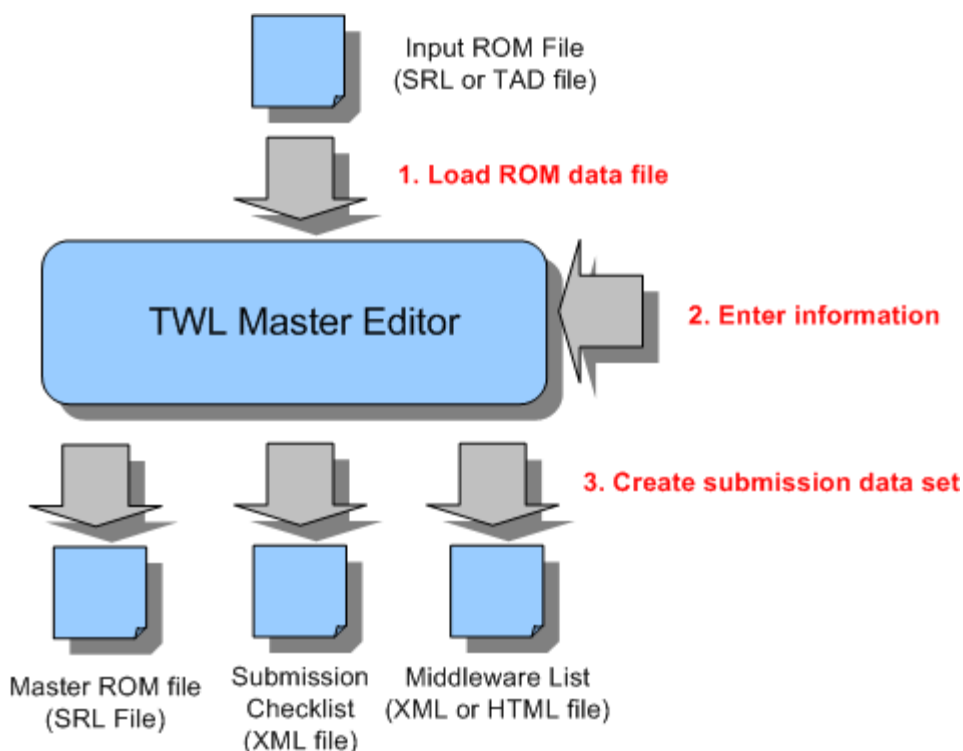 Input ROM File
(SRL or TAD file)
1. Load ROM data file
TWL Master Editor
2. Enter information
3. Create submission data set
Master ROM file
(SRL File)
Submission
Checklist
(XML file)
Middleware List
(XML or HTML file)